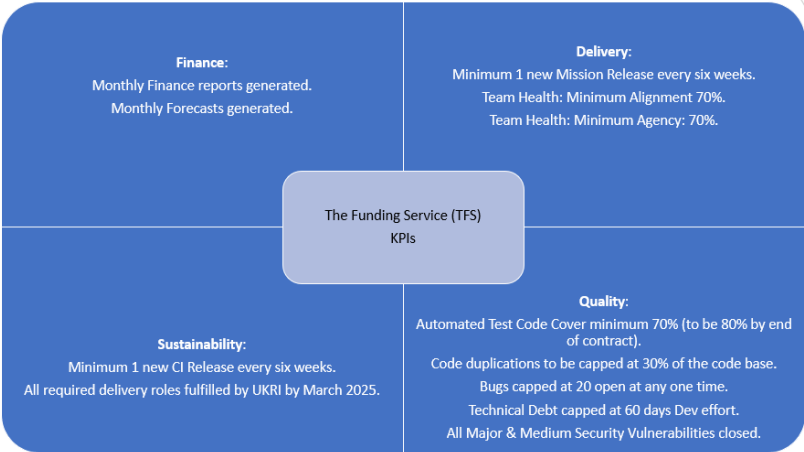 Finance:
Monthly Finance reports generated.
Monthly Forecasts generated.
Delivery:
Minimum 1 new Mission Release every six weeks.
Team Health: Minimum Alignment 70%.
Team Health: Minimum Agency: 70%.
The Funding Service (TFS)
KPIs
Sustainability:
Minimum 1 new CI Release every six weeks.
All required delivery roles fulfilled by UKRI by March 2025.
Quality:
Automated Test Code Cover minimum 70% (to be 80% by end
of contract).
Code duplications to be capped at 30% of the code base.
Bugs capped at 20 open at any one time.
Technical Debt capped at 60 days Dev effort.
All Major & Medium Security Vulnerabilities closed.